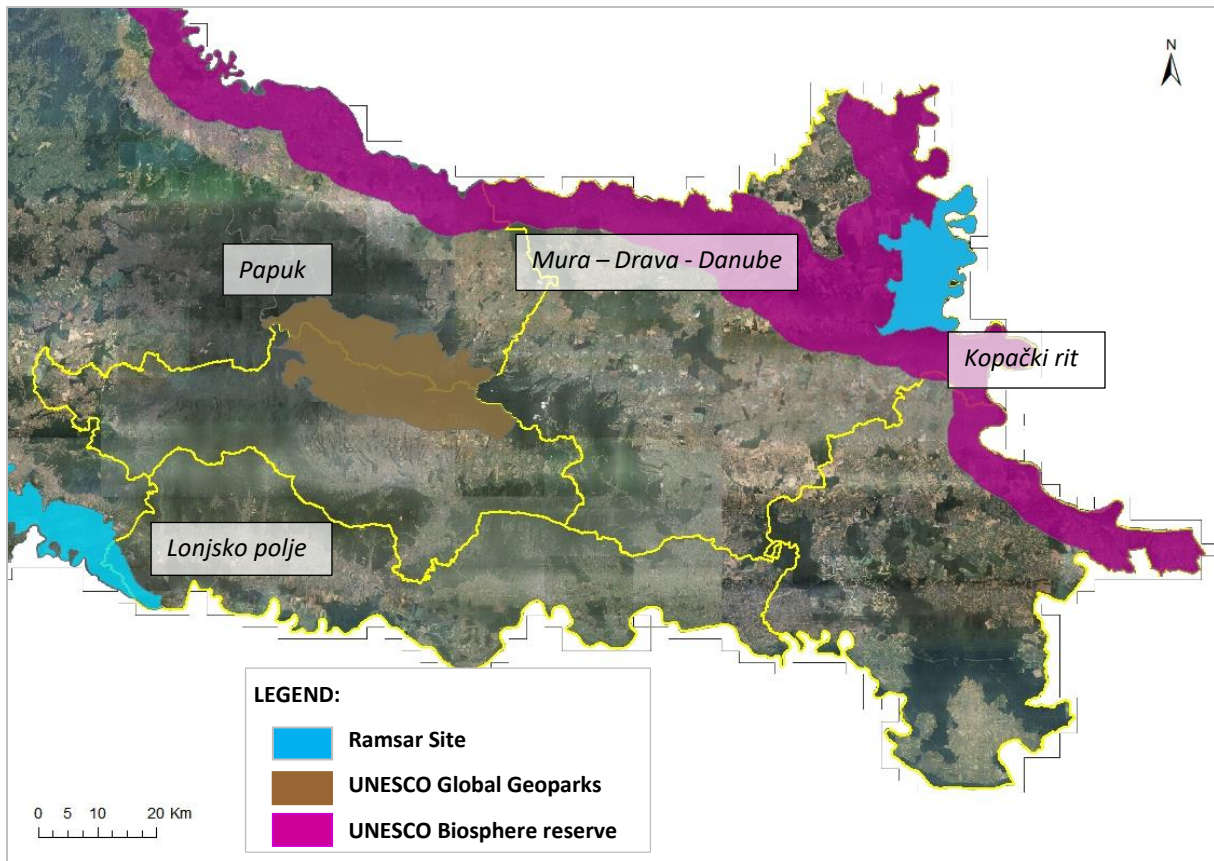 N
Papuk
Mura – Drava - Danube
Kopački rit
Lonjsko polje
LEGEND:
Ramsar Site
UNESCO Global Geoparks
UNESCO Biosphere reserve
0 5 10 20 Km